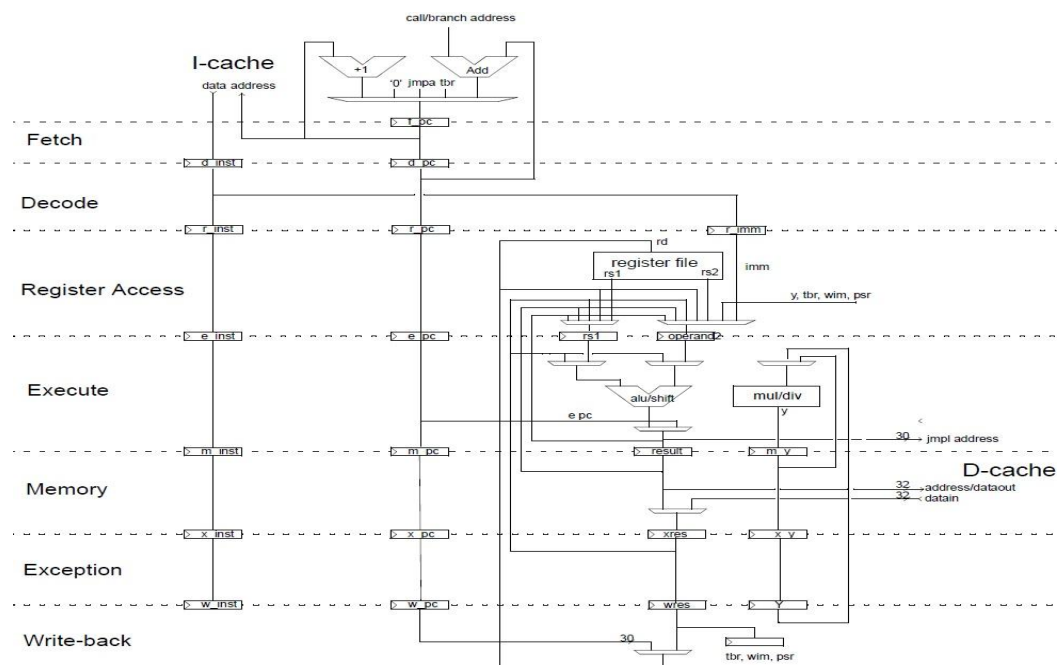 call/branch address
I-cache
+1 Add
data address '0' jmpa tbr
f_pc
Fetch
d_inst d_pc
Decode
r_inst r_pc r_imm
rd
register file
rs1 rs2 imm
Register Access
y, tbr, wim, psr
e_inst e_pc rs1 operand2
Execute
alu/shift mul/div
e pc y
30 jmpl address
m_inst m_pc result m_y
D-cache
Memory
32 address/dataout
32 datain
x_inst x_pc xres x_y
Exception
w_inst w_pc wres Y
Write-back
30
tbr, wim, psr